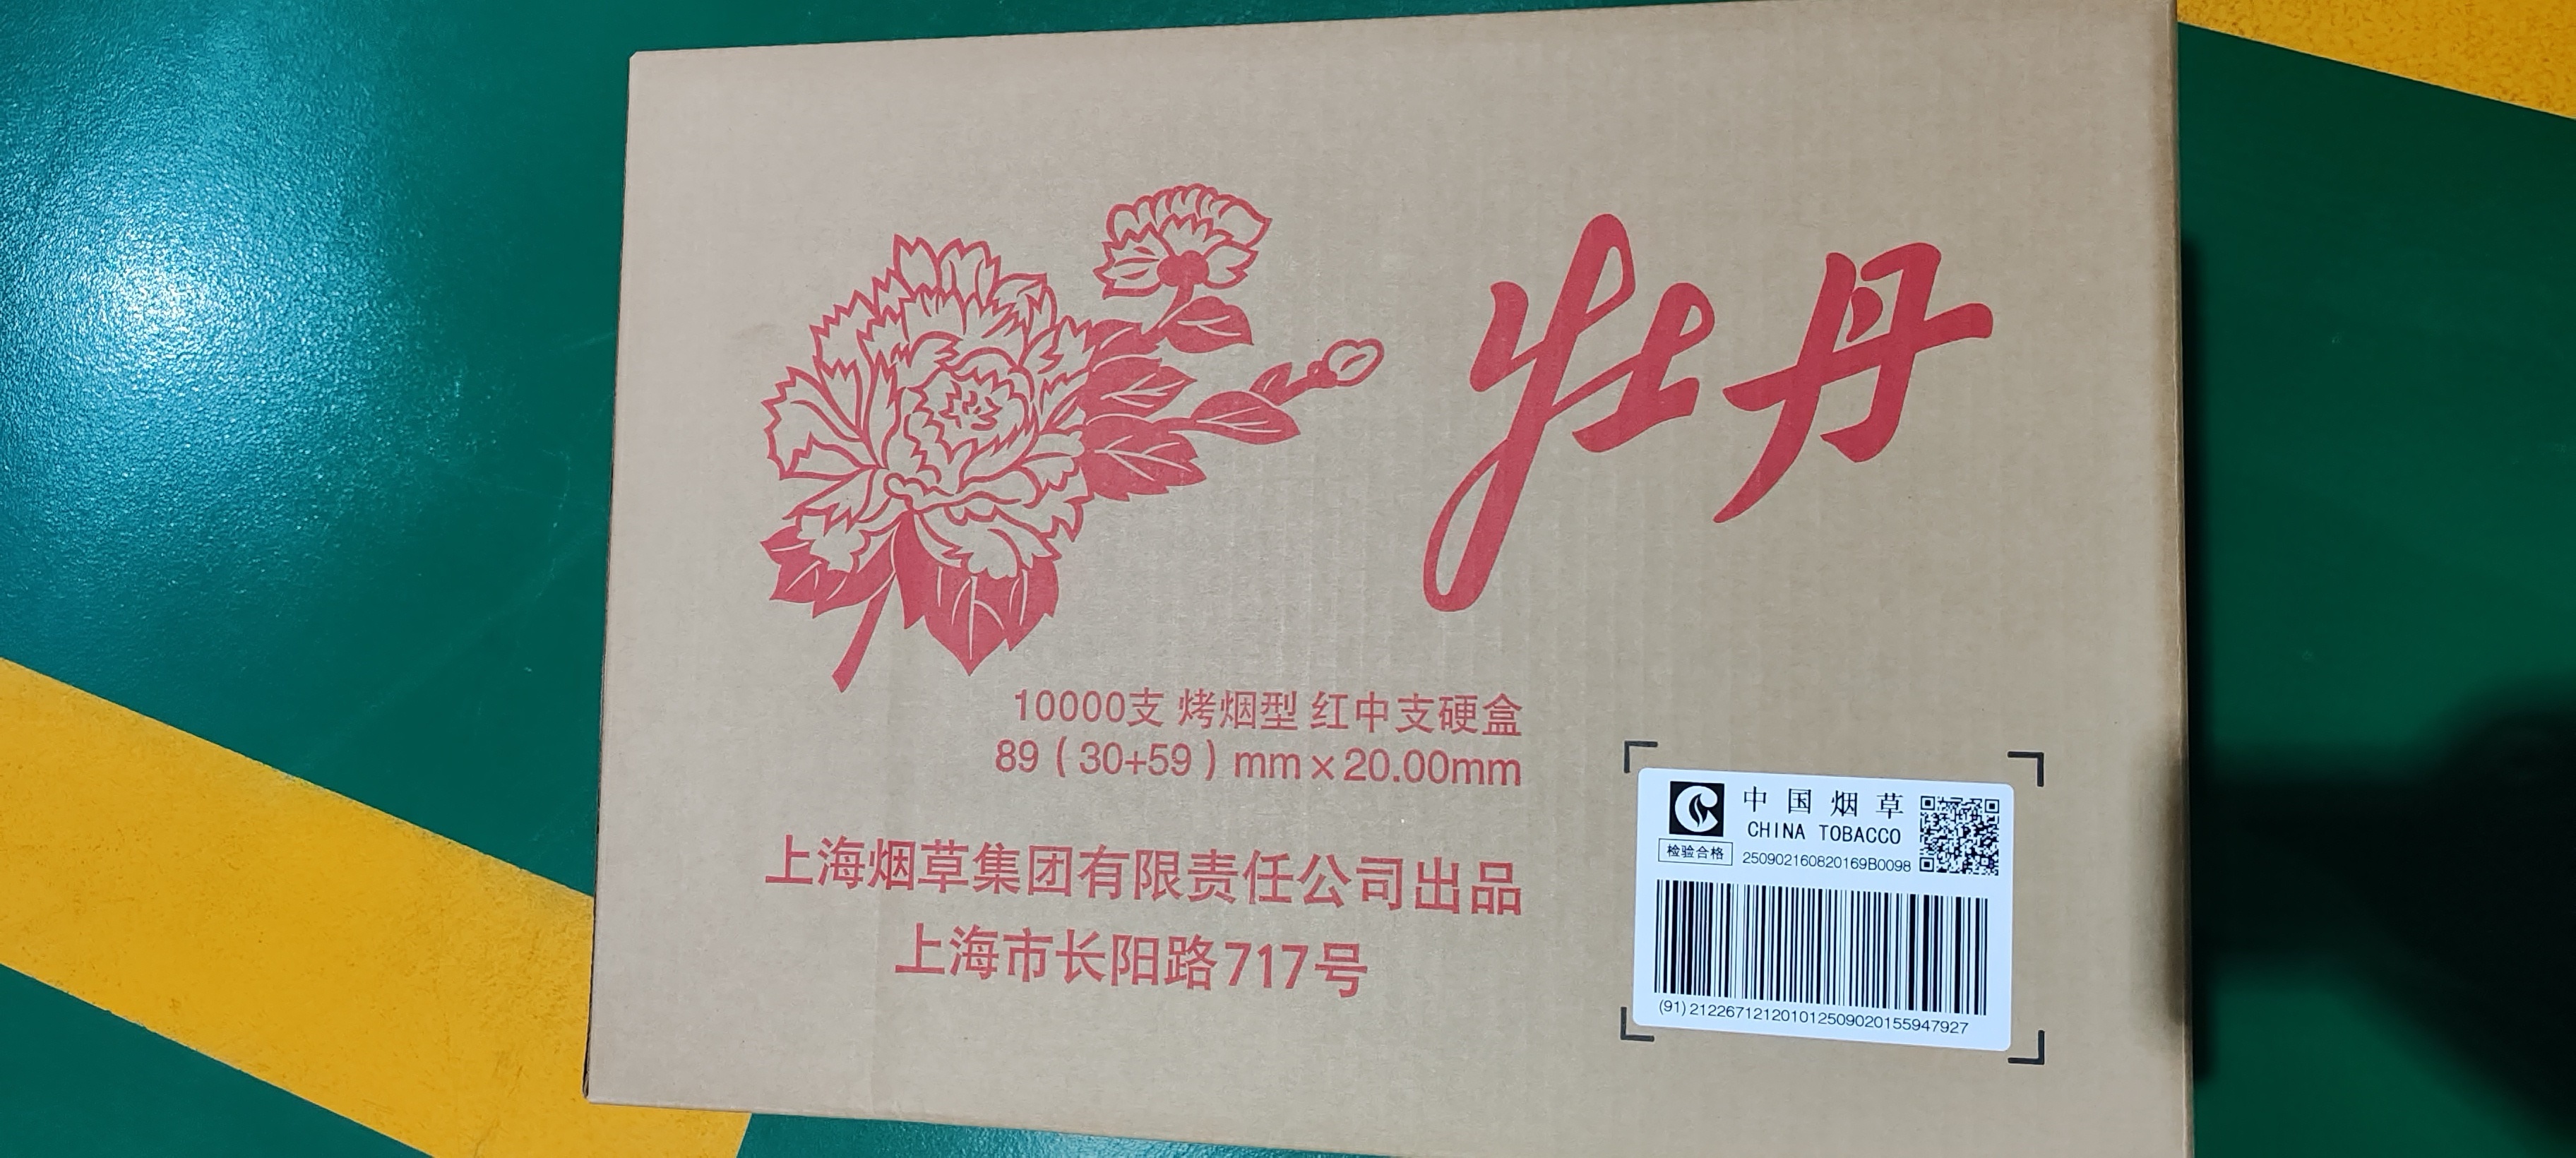 牡丹
10000支 烤烟型 红中支硬盒
89（30+59）mm×20.00mm
上海烟草集团有限责任公司出品
上海市长阳路717号
中国烟草
CHINA TOBACCO
检验合格
250902160820169B0098
(91) 21226712120101250902015594​7927